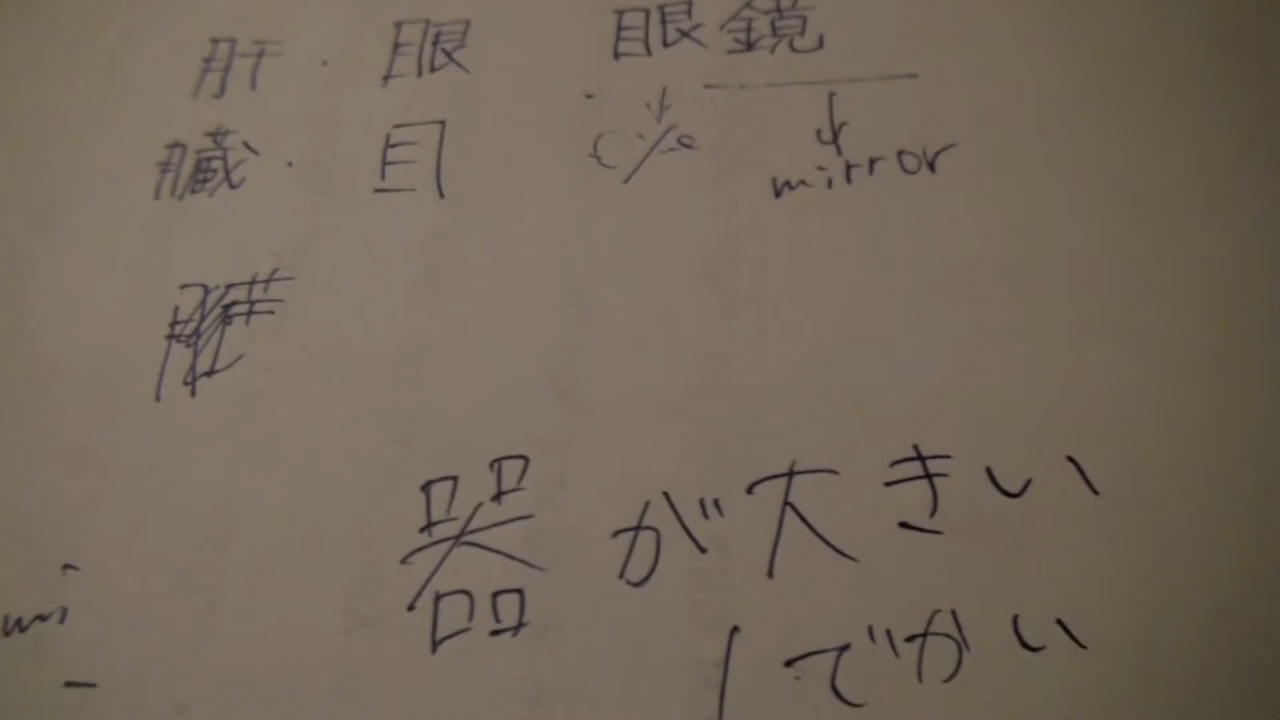 肝・眼 眼鏡
臓・目 mirror
器が大きい
/でかい